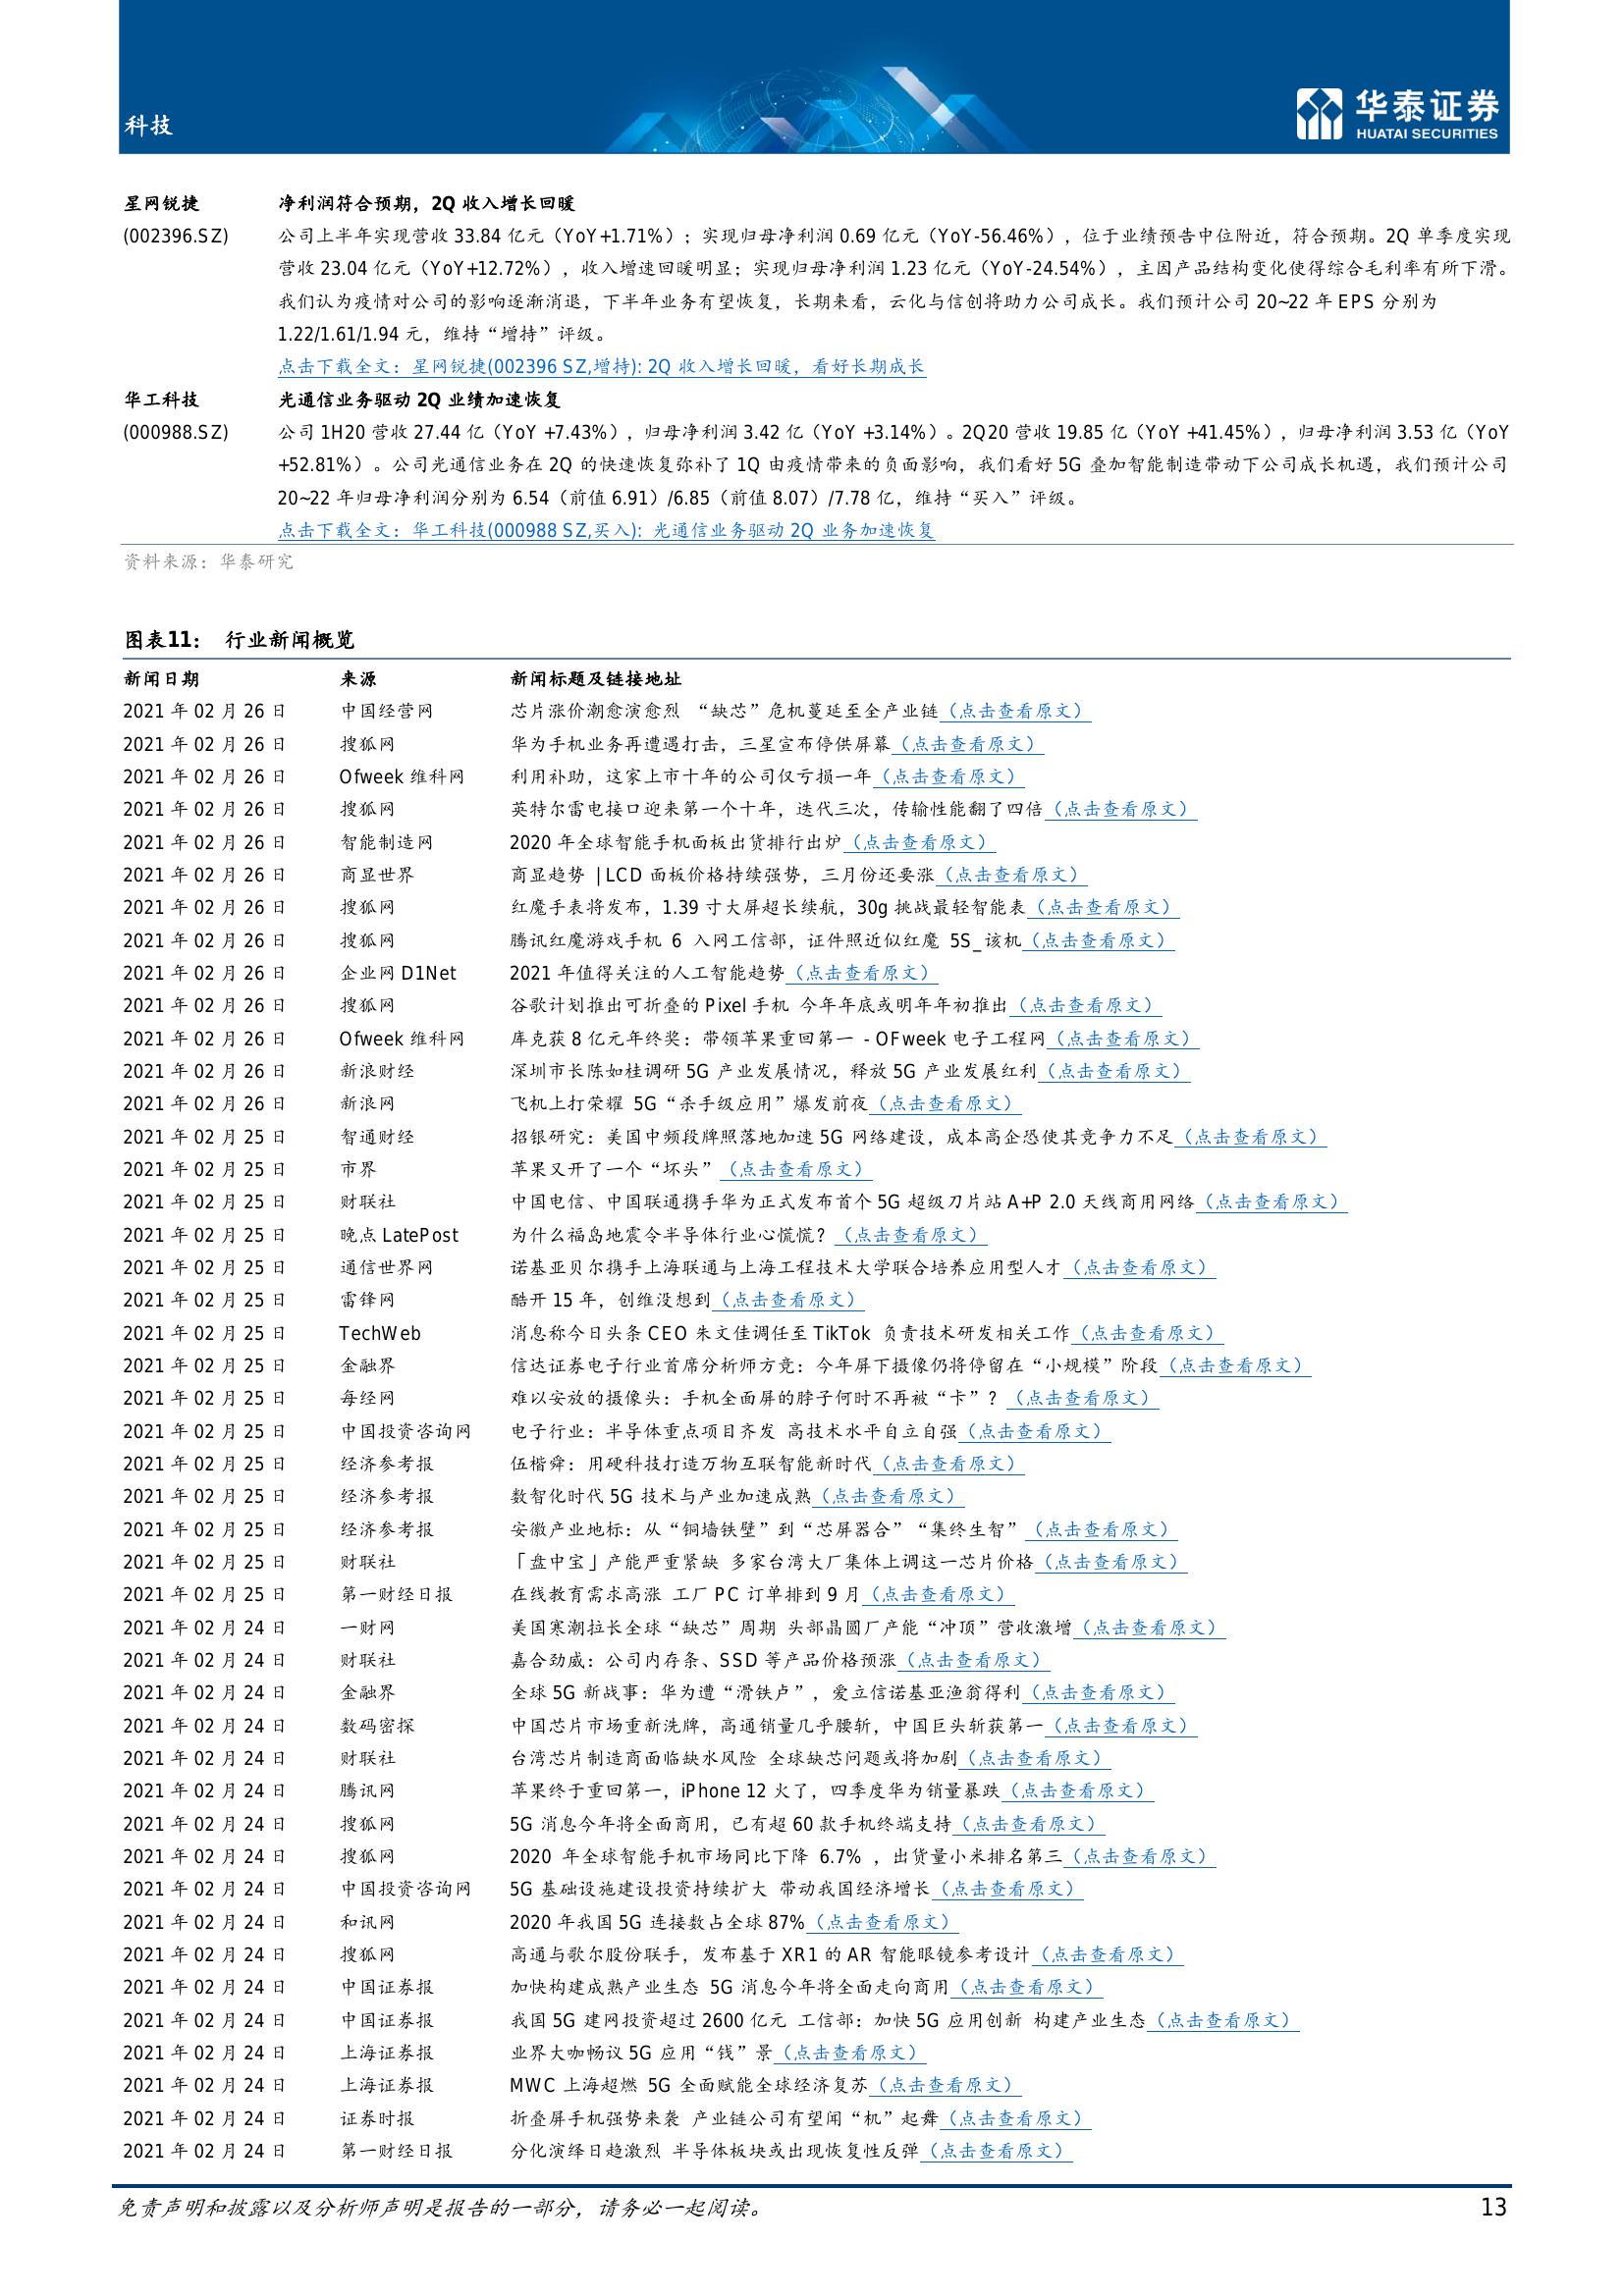 科技
华泰证券
HUATAI SECURITIES
星网锐捷 净利润符合预期，2Q 收入增长回暖
(002396.SZ) 公司上半年实现营收 33.84 亿元（YoY+1.71%）；实现归母净利润 0.69 亿元（YoY-56.46%），位于业绩预告中位附近，符合预期。2Q 单季度实现
营收 23.04 亿元（YoY+12.72%），收入增速回暖明显；实现归母净利润 1.23 亿元（YoY-24.54%），主因产品结构变化使得综合毛利率有所下滑。
我们认为疫情对公司的影响逐渐消退，下半年业务有望恢复，长期来看，云化与信创将助力公司成长。我们预计公司 20~22 年 EPS 分别为
1.22/1.61/1.94 元，维持“增持”评级。
点击下载全文：星网锐捷(002396 SZ,增持): 2Q 收入增长回暖，看好长期成长
华工科技 光通信业务驱动 2Q 业绩加速恢复
(000988.SZ) 公司 1H20 营收 27.44 亿（YoY +7.43%），归母净利润 3.42 亿（YoY +3.14%）。2Q20 营收 19.85 亿（YoY +41.45%），归母净利润 3.53 亿（YoY
+52.81%）。公司光通信业务在 2Q 的快速恢复弥补了 1Q 由疫情带来的负面影响，我们看好 5G 叠加智能制造带动下公司成长机遇，我们预计公司
20~22 年归母净利润分别为 6.54（前值 6.91）/6.85（前值 8.07）/7.78 亿，维持“买入”评级。
点击下载全文：华工科技(000988 SZ,买入): 光通信业务驱动 2Q 业务加速恢复
资料来源：华泰研究
图表11： 行业新闻概览
新闻日期 来源 新闻标题及链接地址
2021 年 02 月 26 日 中国经营网 芯片涨价潮愈演愈烈 “缺芯”危机蔓延至全产业链（点击查看原文）
2021 年 02 月 26 日 搜狐网 华为手机业务再遭遇打击，三星宣布停供屏幕（点击查看原文）
2021 年 02 月 26 日 Ofweek 维科网 利用补助，这家上市十年的公司仅亏损一年（点击查看原文）
2021 年 02 月 26 日 搜狐网 英特尔雷电接口迎来第一个十年，迭代三次，传输性能翻了四倍（点击查看原文）
2021 年 02 月 26 日 智能制造网 2020 年全球智能手机面板出货排行出炉（点击查看原文）
2021 年 02 月 26 日 商显世界 商显趋势 |LCD 面板价格持续强势，三月份还要涨（点击查看原文）
2021 年 02 月 26 日 搜狐网 红魔手表将发布，1.39 寸大屏超长续航，30g 挑战最轻智能表（点击查看原文）
2021 年 02 月 26 日 搜狐网 腾讯红魔游戏手机 6 入网工信部，证件照近似红魔 5S_该机（点击查看原文）
2021 年 02 月 26 日 企业网 D1Net 2021 年值得关注的人工智能趋势（点击查看原文）
2021 年 02 月 26 日 搜狐网 谷歌计划推出可折叠的 Pixel 手机 今年年底或明年年初推出（点击查看原文）
2021 年 02 月 26 日 Ofweek 维科网 库克获 8 亿元年终奖：带领苹果重回第一 - OFweek 电子工程网（点击查看原文）
2021 年 02 月 26 日 新浪财经 深圳市长陈如桂调研 5G 产业发展情况，释放 5G 产业发展红利（点击查看原文）
2021 年 02 月 26 日 新浪网 飞机上打荣耀 5G“杀手级应用”爆发前夜（点击查看原文）
2021 年 02 月 25 日 智通财经 招银研究：美国中频段牌照落地加速 5G 网络建设，成本高企恐使其竞争力不足（点击查看原文）
2021 年 02 月 25 日 市界 苹果又开了一个“坏头”（点击查看原文）
2021 年 02 月 25 日 财联社 中国电信、中国联通携手华为正式发布首个 5G 超级刀片站 A+P 2.0 天线商用网络（点击查看原文）
2021 年 02 月 25 日 晚点 LatePost 为什么福岛地震令半导体行业心慌慌？（点击查看原文）
2021 年 02 月 25 日 通信世界网 诺基亚贝尔携手上海联通与上海工程技术大学联合培养应用型人才（点击查看原文）
2021 年 02 月 25 日 雷锋网 酷开 15 年，创维没想到（点击查看原文）
2021 年 02 月 25 日 TechWeb 消息称今日头条 CEO 朱文佳调任至 TikTok 负责技术研发相关工作（点击查看原文）
2021 年 02 月 25 日 金融界 信达证券电子行业首席分析师方竞：今年屏下摄像仍将停留在“小规模”阶段（点击查看原文）
2021 年 02 月 25 日 每经网 难以安放的摄像头：手机全面屏的脖子何时不再被“卡”？（点击查看原文）
2021 年 02 月 25 日 中国投资咨询网 电子行业：半导体重点项目齐发 高技术水平自立自强（点击查看原文）
2021 年 02 月 25 日 经济参考报 伍楷舜：用硬科技打造万物互联智能新时代（点击查看原文）
2021 年 02 月 25 日 经济参考报 数智化时代 5G 技术与产业加速成熟（点击查看原文）
2021 年 02 月 25 日 经济参考报 安徽产业地标：从“铜墙铁壁”到“芯屏器合”“集终生智”（点击查看原文）
2021 年 02 月 25 日 财联社 「盘中宝」产能严重紧缺 多家台湾大厂集体上调这一芯片价格（点击查看原文）
2021 年 02 月 25 日 第一财经日报 在线教育需求高涨 工厂 PC 订单排到 9 月（点击查看原文）
2021 年 02 月 24 日 一财网 美国寒潮拉长全球“缺芯”周期 头部晶圆厂产能“冲顶”营收激增（点击查看原文）
2021 年 02 月 24 日 财联社 嘉合劲威：公司内存条、SSD 等产品价格预涨（点击查看原文）
2021 年 02 月 24 日 金融界 全球 5G 新战事：华为遭“滑铁卢”，爱立信诺基亚渔翁得利（点击查看原文）
2021 年 02 月 24 日 数码密探 中国芯片市场重新洗牌，高通销量几乎腰斩，中国巨头斩获第一（点击查看原文）
2021 年 02 月 24 日 财联社 台湾芯片制造商面临缺水风险 全球缺芯问题或将加剧（点击查看原文）
2021 年 02 月 24 日 腾讯网 苹果终于重回第一，iPhone 12 火了，四季度华为销量暴跌（点击查看原文）
2021 年 02 月 24 日 搜狐网 5G 消息今年将全面商用，已有超 60 款手机终端支持（点击查看原文）
2021 年 02 月 24 日 搜狐网 2020 年全球智能手机市场同比下降 6.7% ，出货量小米排名第三（点击查看原文）
2021 年 02 月 24 日 中国投资咨询网 5G 基础设施建设投资持续扩大 带动我国经济增长（点击查看原文）
2021 年 02 月 24 日 和讯网 2020 年我国 5G 连接数占全球 87%（点击查看原文）
2021 年 02 月 24 日 搜狐网 高通与歌尔股份联手，发布基于 XR1 的 AR 智能眼镜参考设计（点击查看原文）
2021 年 02 月 24 日 中国证券报 加快构建成熟产业生态 5G 消息今年将全面走向商用（点击查看原文）
2021 年 02 月 24 日 中国证券报 我国 5G 建网投资超过 2600 亿元 工信部：加快 5G 应用创新 构建产业生态（点击查看原文）
2021 年 02 月 24 日 上海证券报 业界大咖畅议 5G 应用“钱”景（点击查看原文）
2021 年 02 月 24 日 上海证券报 MWC 上海超燃 5G 全面赋能全球经济复苏（点击查看原文）
2021 年 02 月 24 日 证券时报 折叠屏手机强势来袭 产业链公司有望闻“机”起舞（点击查看原文）
2021 年 02 月 24 日 第一财经日报 分化演绎日趋激烈 半导体板块或出现恢复性反弹（点击查看原文）
免责声明和披露以及分析师声明是报告的一部分，请务必一起阅读。 13